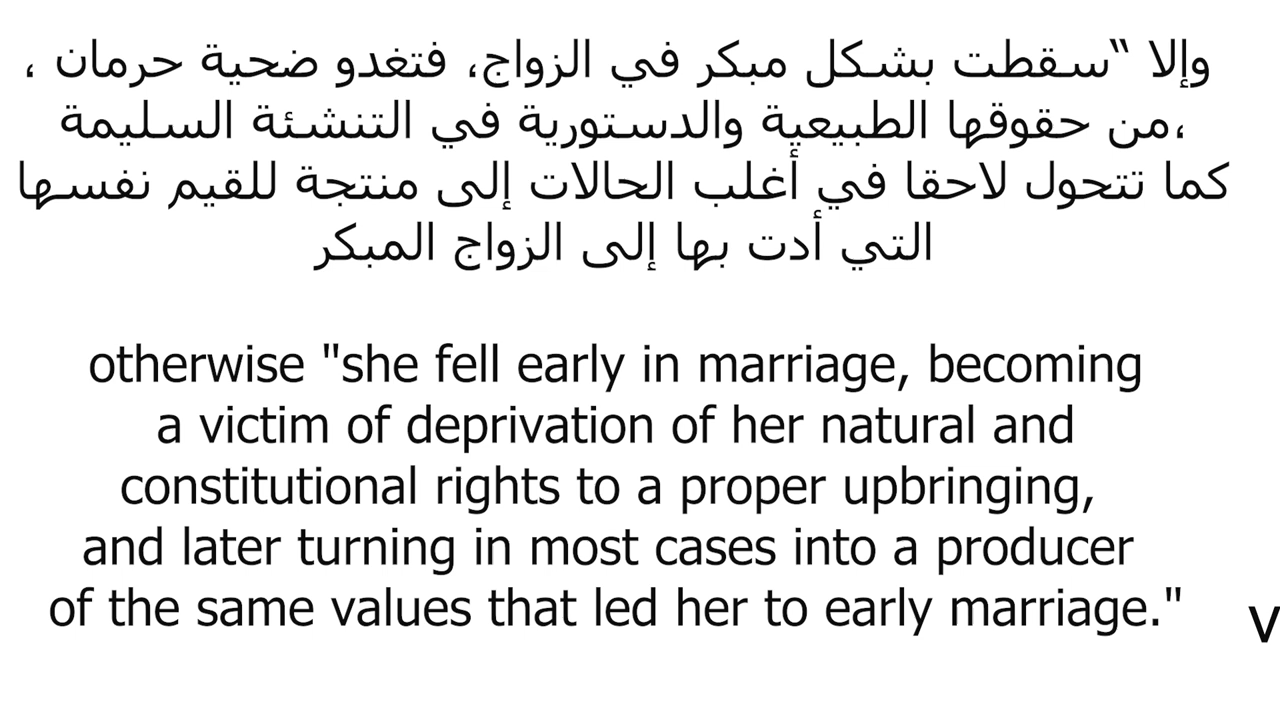 وإلا “سقطت بشكل مبكر في الزواج، فتغدو ضحية حرمان ،
،من حقوقها الطبيعية والدستورية في التنشئة السليمة
كما تتحول لاحقا في أغلب الحالات إلى منتجة للقيم نفسها
التي أدت بها إلى الزواج المبكر
otherwise "she fell early in marriage, becoming
a victim of deprivation of her natural and
constitutional rights to a proper upbringing,
and later turning in most cases into a producer
of the same values that led her to early marriage."
v